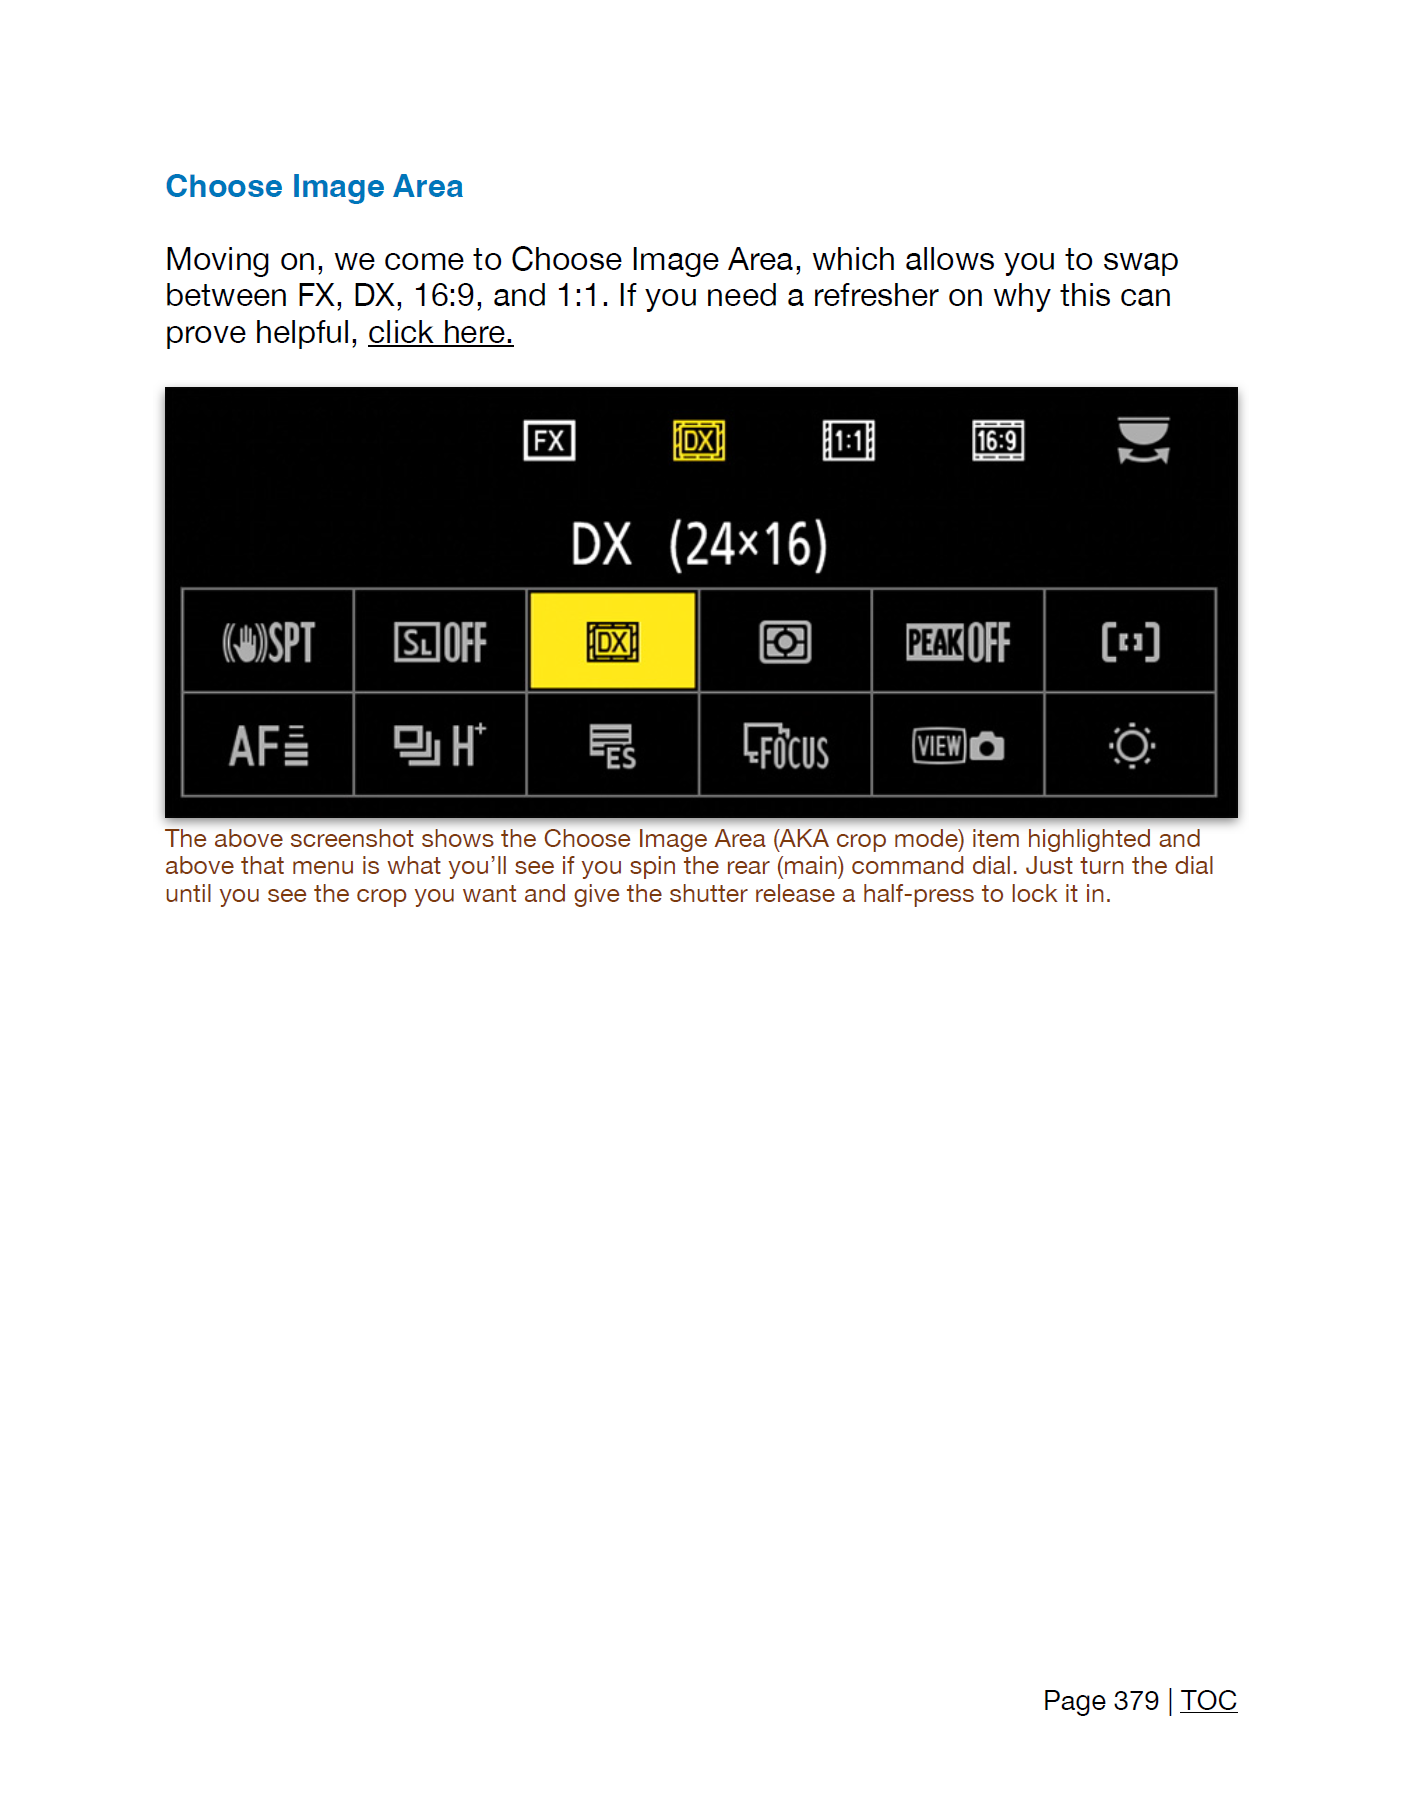 Choose Image Area
Moving on, we come to Choose Image Area, which allows you to swap
between FX, DX, 16:9, and 1:1. If you need a refresher on why this can
prove helpful, click here.
FX DX 1:1 16:9
DX (24×16)
SPT SL OFF DX PEAK OFF
AF H+ ES FOCUS VIEW
The above screenshot shows the Choose Image Area (AKA crop mode) item highlighted and
above that menu is what you’ll see if you spin the rear (main) command dial. Just turn the dial
until you see the crop you want and give the shutter release a half-press to lock it in.
Page 379 | TOC